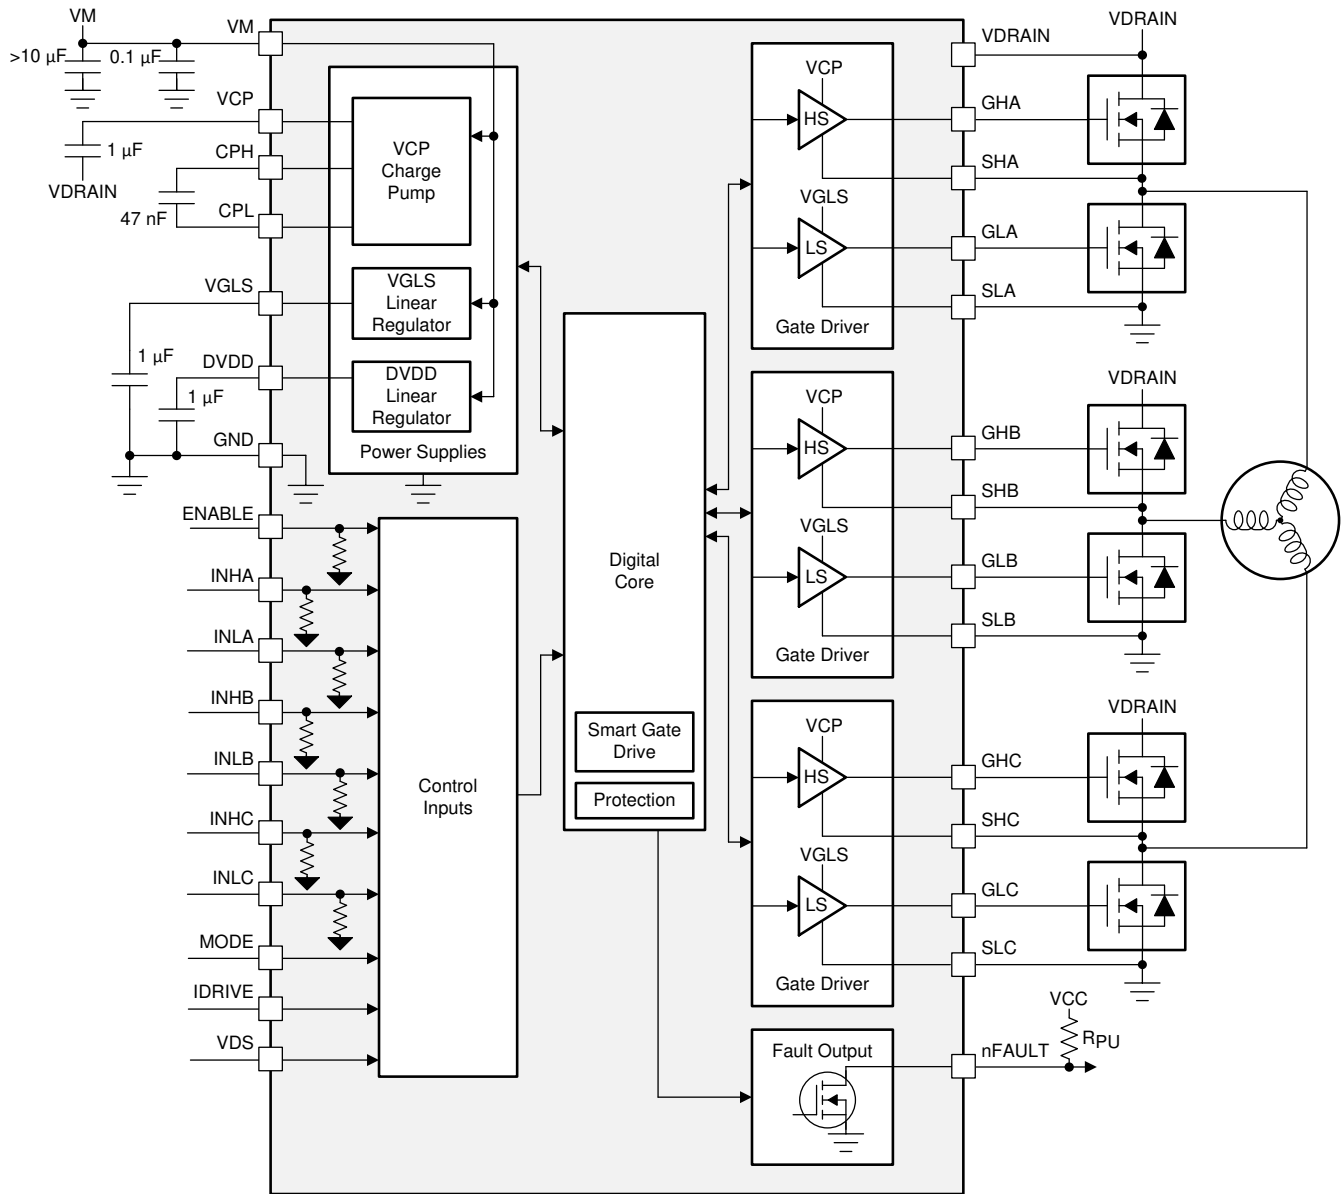 VM
>10 µF
0.1 µF
VM
VCP
1 µF
VDRAIN
CPH
47 nF
CPL
VGLS
1 µF
DVDD
1 µF
GND
VCP
Charge
Pump
VGLS
Linear
Regulator
DVDD
Linear
Regulator
Power Supplies
ENABLE
INHA
INLA
INHB
INLB
INHC
INLC
MODE
IDRIVE
VDS
Control
Inputs
Digital
Core
Smart Gate
Drive
Protection
VCP
HS
VGLS
LS
Gate Driver
VCP
HS
VGLS
LS
Gate Driver
VCP
HS
VGLS
LS
Gate Driver
Fault Output
VDRAIN
GHA
SHA
GLA
SLA
VDRAIN
GHB
SHB
GLB
SLB
VDRAIN
GHC
SHC
GLC
SLC
VDRAIN
VCC
RPU
nFAULT